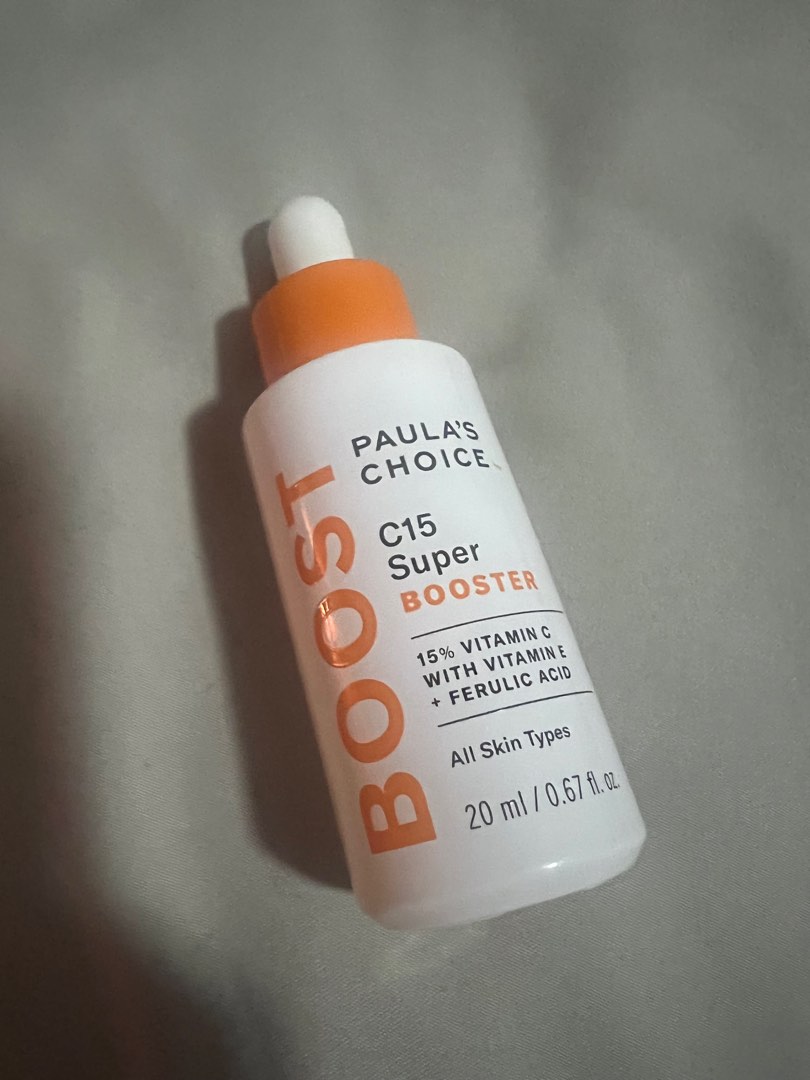 BOOST
PAULA'S
CHOICE
C15
Super
BOOSTER
15% VITAMIN C
WITH VITAMIN E
+ FERULIC ACID
All Skin Types
20 ml / 0.67 fl. oz.